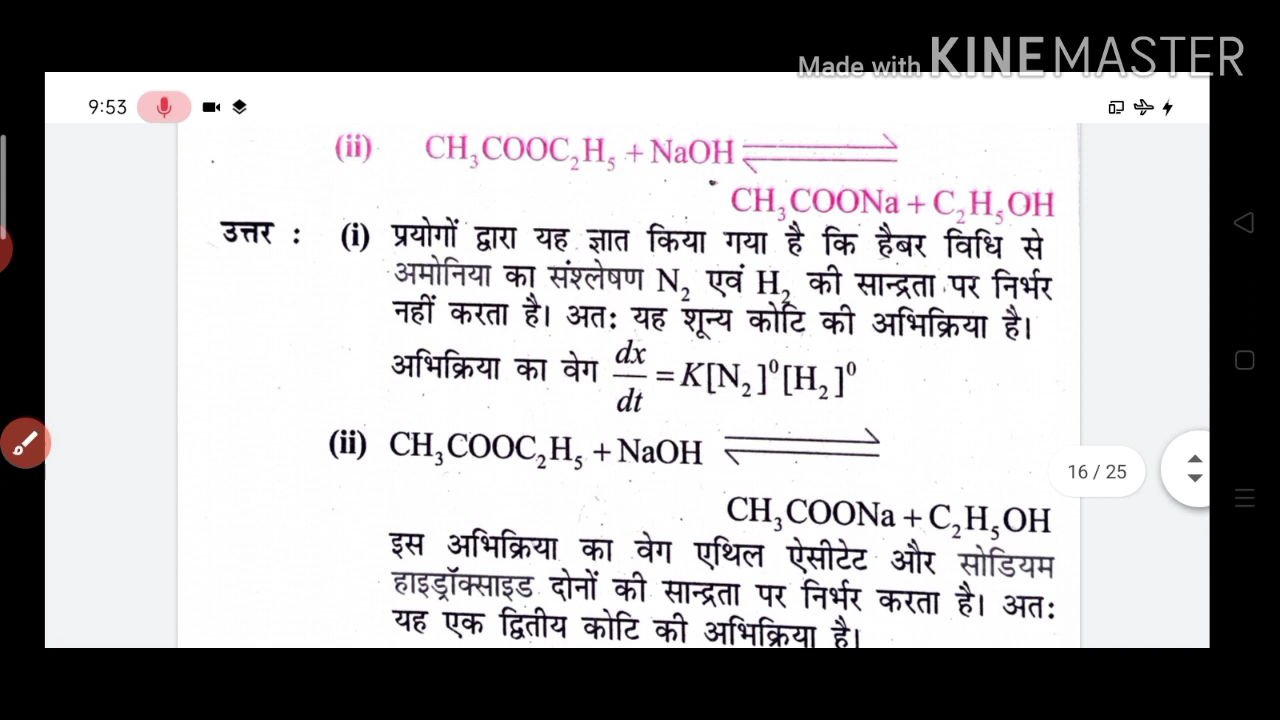 Made with KINEMASTER
9:53
(ii) CH₃COOC₂H₅ + NaOH ⇌
CH₃COONa + C₂H₅OH
उत्तर : (i) प्रयोगों द्वारा यह ज्ञात किया गया है कि हैबर विधि से
अमोनिया का संश्लेषण N₂ एवं H₂ की सान्द्रता पर निर्भर
नहीं करता है। अतः यह शून्य कोटि की अभिक्रिया है।
अभिक्रिया का वेग dx/dt = K[N₂]⁰[H₂]⁰
(ii) CH₃COOC₂H₅ + NaOH ⇌
16 / 25
CH₃COONa + C₂H₅OH
इस अभिक्रिया का वेग एथिल ऐसीटेट और सोडियम
हाइड्रॉक्साइड दोनों की सान्द्रता पर निर्भर करता है। अतः
यह एक द्वितीय कोटि की अभिक्रिया है।